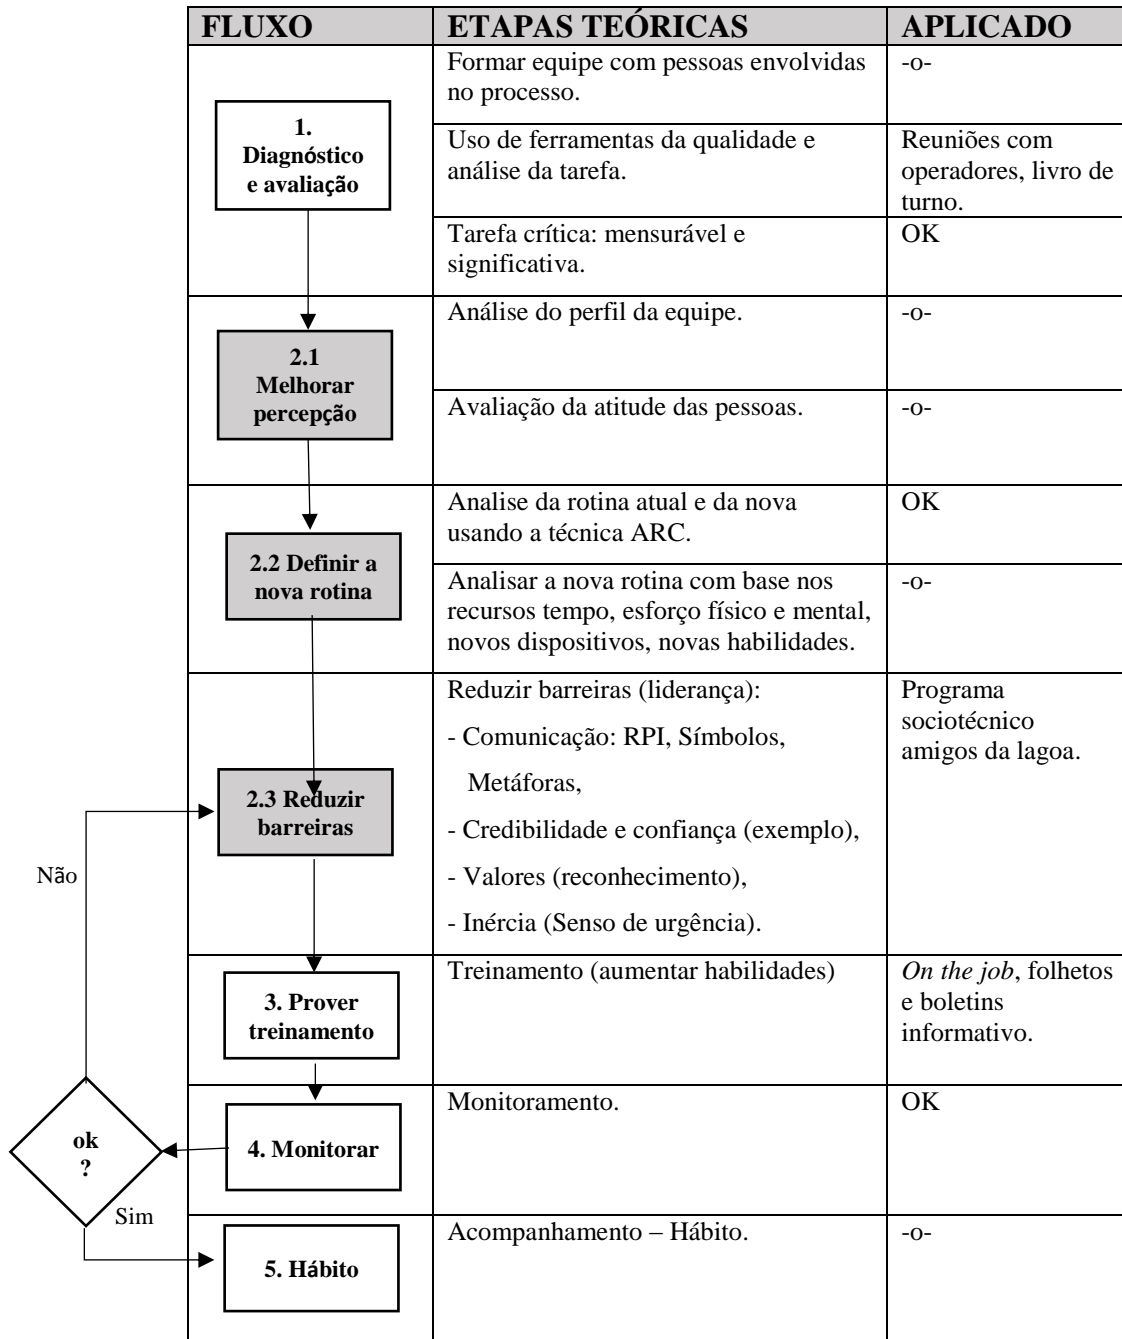 FLUXO ETAPAS TEÓRICAS APLICADO
Formar equipe com pessoas envolvidas
no processo.
-o-
1.
Diagnóstico
e avaliação
Uso de ferramentas da qualidade e
análise da tarefa.
Reuniões com
operadores, livro de
turno.
Tarefa crítica: mensurável e
significativa.
OK
2.1
Melhorar
percepção
Análise do perfil da equipe.
-o-
Avaliação da atitude das pessoas.
-o-
2.2 Definir a
nova rotina
Analise da rotina atual e da nova
usando a técnica ARC.
OK
Analisar a nova rotina com base nos
recursos tempo, esforço físico e mental,
novos dispositivos, novas habilidades.
-o-
2.3 Reduzir
barreiras
Reduzir barreiras (liderança):
- Comunicação: RPI, Símbolos,
Metáforas,
- Credibilidade e confiança (exemplo),
- Valores (reconhecimento),
- Inércia (Senso de urgência).
Programa
sociotécnico
amigos da lagoa.
Não
3. Prover
treinamento
Treinamento (aumentar habilidades)
On the job, folhetos
e boletins
informativo.
ok
?
4. Monitorar
Monitoramento.
OK
Sim
5. Hábito
Acompanhamento – Hábito.
-o-